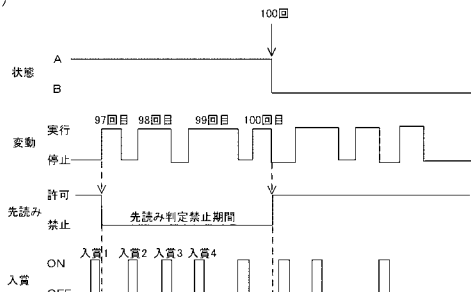 )
100回
状態
A
B
97回目 98回目 99回目 100回目
変動
実行
停止
先読み
許可
禁止
先読み判定禁止期間
入賞1 入賞2 入賞3 入賞4
入賞
ON
OFF